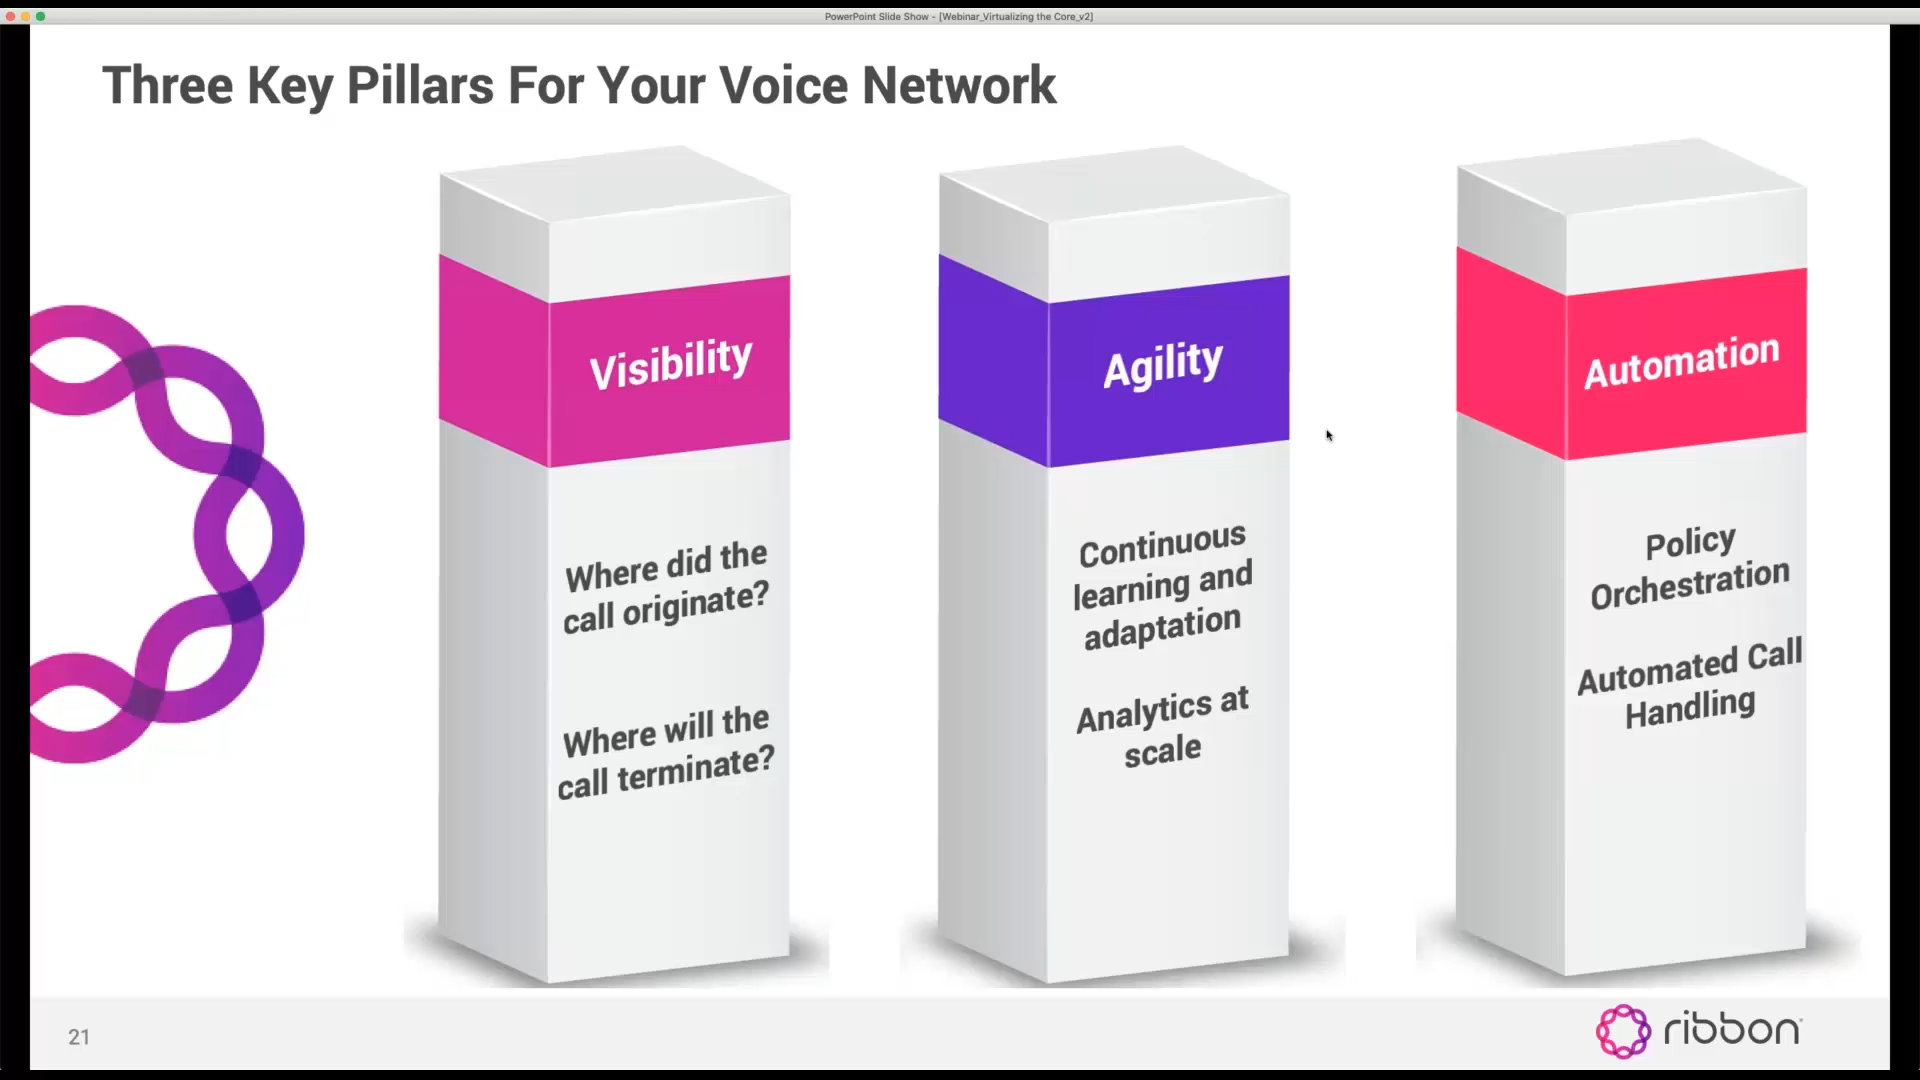 PowerPoint Slide Show - [Webinar_Virtualizing the Core_v2]
Three Key Pillars For Your Voice Network
Visibility
Where did the
call originate?
Where will the
call terminate?
Agility
Continuous
learning and
adaptation
Analytics at
scale
Automation
Policy
Orchestration
Automated Call
Handling
21
ribbon